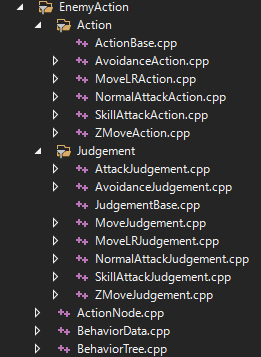 EnemyAction
Action
ActionBase.cpp
AvoidanceAction.cpp
MoveLRAction.cpp
NormalAttackAction.cpp
SkillAttackAction.cpp
ZMoveAction.cpp
Judgement
AttackJudgement.cpp
AvoidanceJudgement.cpp
JudgementBase.cpp
MoveJudgement.cpp
MoveLRJudgement.cpp
NormalAttackJudgement.cpp
SkillAttackJudgement.cpp
ZMoveJudgement.cpp
ActionNode.cpp
BehaviorData.cpp
BehaviorTree.cpp